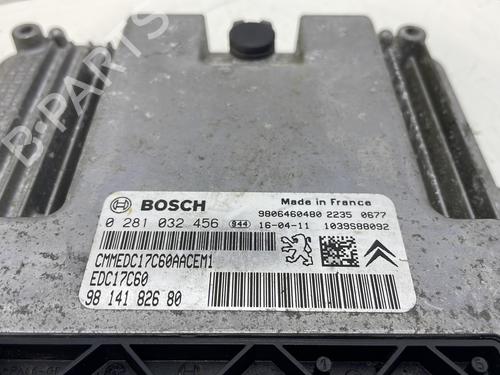 B-PARTS
BOSCH
Made in France
0 281 032 456 944 9806460480 2235 0677
16-04-11 1039S88092
CMMEDC17C60AACEM1
EDC17C60
98 141 826 80